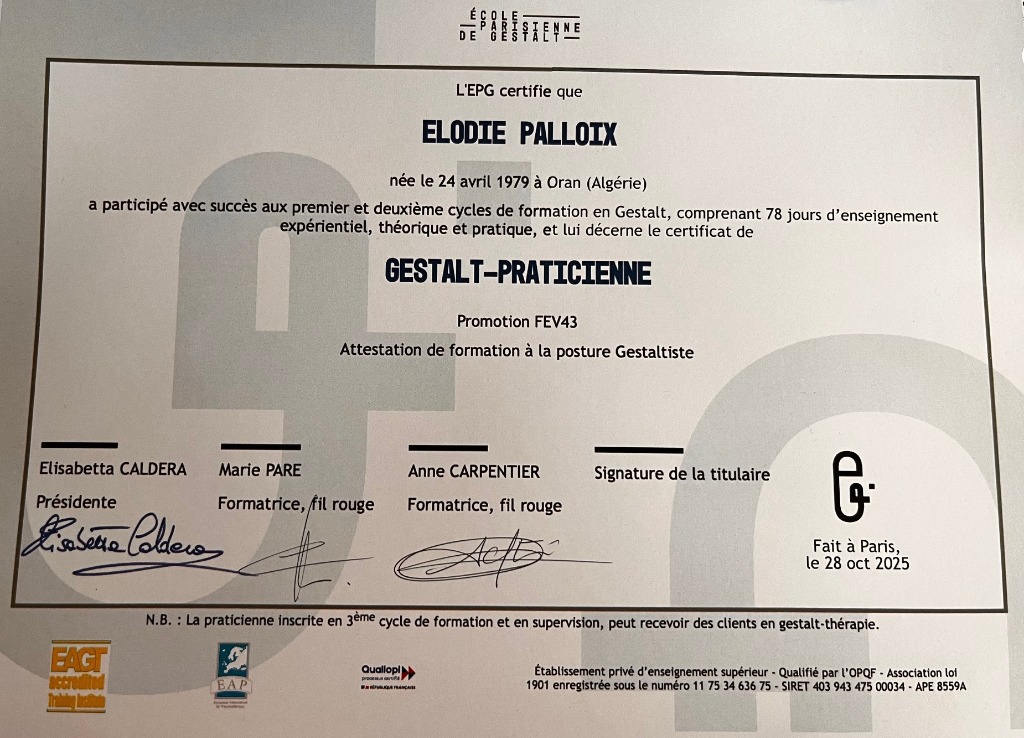 ÉCOLE
PARISIENNE
DE GESTALT
L'EPG certifie que
ELODIE PALLOIX
née le 24 avril 1979 à Oran (Algérie)
a participé avec succès aux premier et deuxième cycles de formation en Gestalt, comprenant 78 jours d'enseignement
expérientiel, théorique et pratique, et lui décerne le certificat de
GESTALT-PRATICIENNE
Promotion FEV43
Attestation de formation à la posture Gestaltiste
Elisabetta CALDERA
Présidente
Elisabetta Caldera
Marie PARE
Formatrice, fil rouge
Anne CARPENTIER
Formatrice, fil rouge
Signature de la titulaire
Fait à Paris,
le 28 oct 2025
N.B. : La praticienne inscrite en 3ème cycle de formation et en supervision, peut recevoir des clients en gestalt-thérapie.
EAGT
accredited
Training Institute
EAP
Qualiopi
processus certifié
RÉPUBLIQUE FRANÇAISE
Établissement privé d'enseignement supérieur - Qualifié par l'OPQF - Association loi
1901 enregistrée sous le numéro 11 75 34 636 75 - SIRET 403 943 475 00034 - APE 8559A